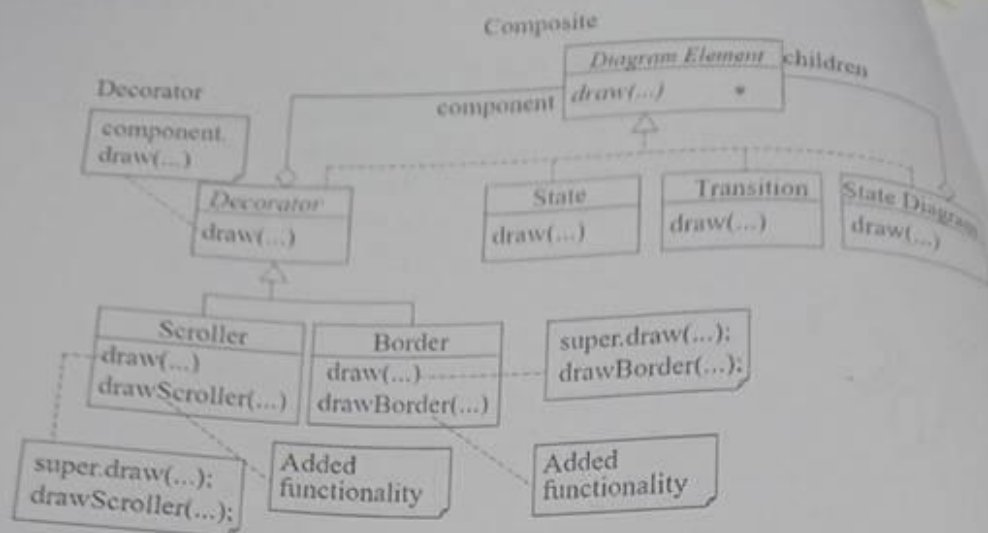 Composite
Diagram Element
children
draw(...)
*
component
Decorator
component.
draw(...)
Decorator
draw(...)
State
draw(...)
Transition
draw(...)
State Diagram
draw(...)
Scroller
draw(...)
drawScroller(...)
Border
draw(...)
drawBorder(...)
super.draw(...);
drawBorder(...);
super.draw(...);
drawScroller(...);
Added
functionality
Added
functionality